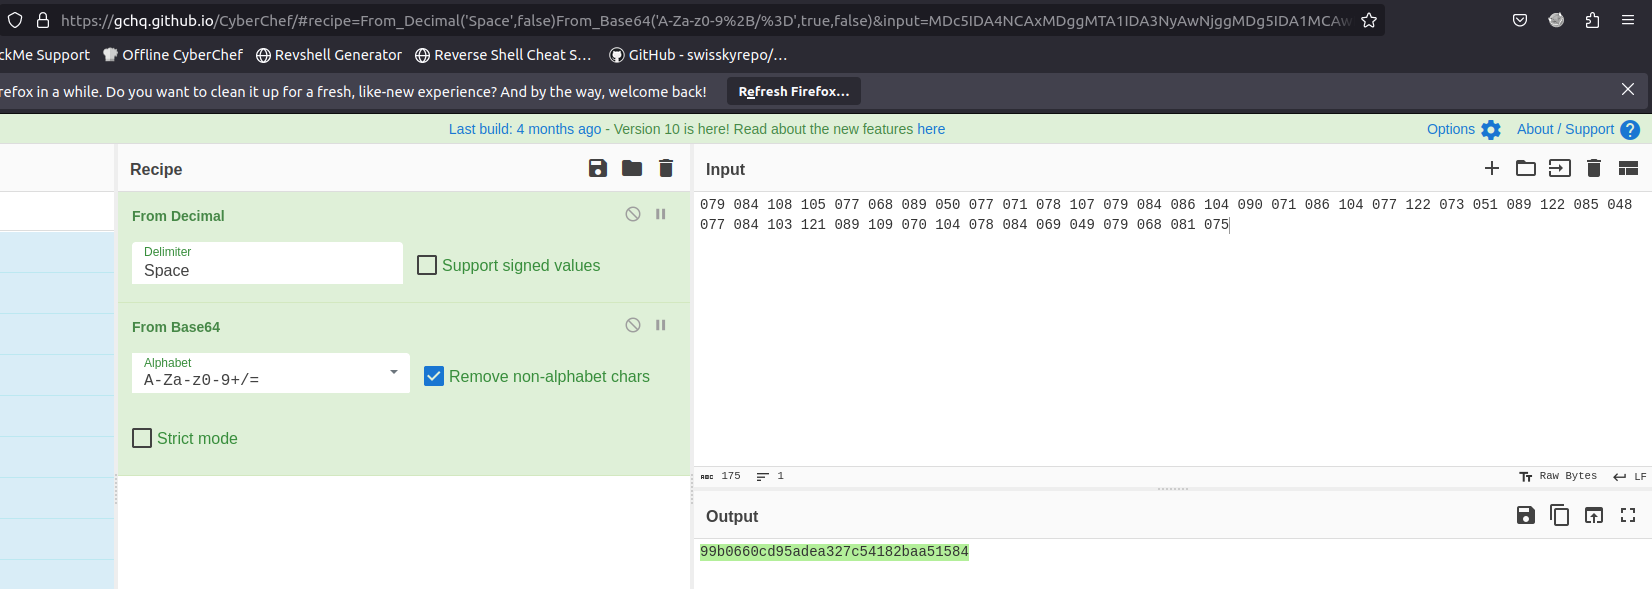 https://gchq.github.io/CyberChef/#recipe=From_Decimal('Space',false)From_Base64('A-Za-z0-9%2B/%3D',true,false)&input=MDc5IDA4NCAxMDggMTA1IDA3NyAwNjggMDg5IDA1MCAw
ckMe Support Offline CyberChef Revshell Generator Reverse Shell Cheat S... GitHub - swisskyrepo/...
refox in a while. Do you want to clean it up for a fresh, like-new experience? And by the way, welcome back! Refresh Firefox...
Last build: 4 months ago - Version 10 is here! Read about the new features here Options About / Support ?
Recipe
Input
From Decimal
Delimiter
Space
Support signed values
From Base64
Alphabet
A-Za-z0-9+/=
Remove non-alphabet chars
Strict mode
079 084 108 105 077 068 089 050 077 071 078 107 079 084 086 104 090 071 086 104 077 122 073 051 089 122 085 048
077 084 103 121 089 109 070 104 078 084 069 049 079 068 081 075
ABC 175 1 Raw Bytes LF
Output
99b0660cd95adea327c54182baa51584